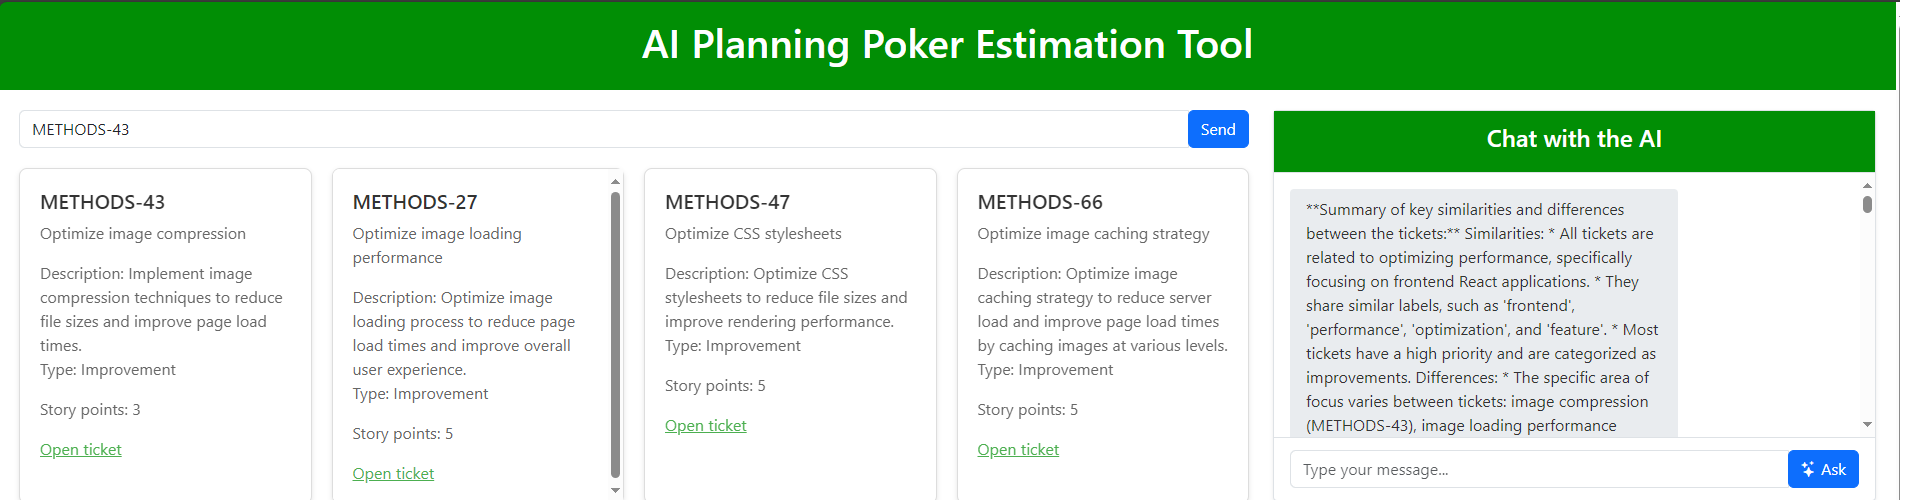 AI Planning Poker Estimation Tool
METHODS-43
Send
METHODS-43
Optimize image compression
Description: Implement image
compression techniques to reduce
file sizes and improve page load
times.
Type: Improvement
Story points: 3
Open ticket
METHODS-27
Optimize image loading
performance
Description: Optimize image
loading process to reduce page
load times and improve overall
user experience.
Type: Improvement
Story points: 5
Open ticket
METHODS-47
Optimize CSS stylesheets
Description: Optimize CSS
stylesheets to reduce file sizes and
improve rendering performance.
Type: Improvement
Story points: 5
Open ticket
METHODS-66
Optimize image caching strategy
Description: Optimize image
caching strategy to reduce server
load and improve page load times
by caching images at various levels.
Type: Improvement
Story points: 5
Open ticket
Chat with the AI
**Summary of key similarities and differences
between the tickets:** Similarities: * All tickets are
related to optimizing performance, specifically
focusing on frontend React applications. * They
share similar labels, such as 'frontend',
'performance', 'optimization', and 'feature'. * Most
tickets have a high priority and are categorized as
improvements. Differences: * The specific area of
focus varies between tickets: image compression
(METHODS-43), image loading performance
Type your message...
Ask